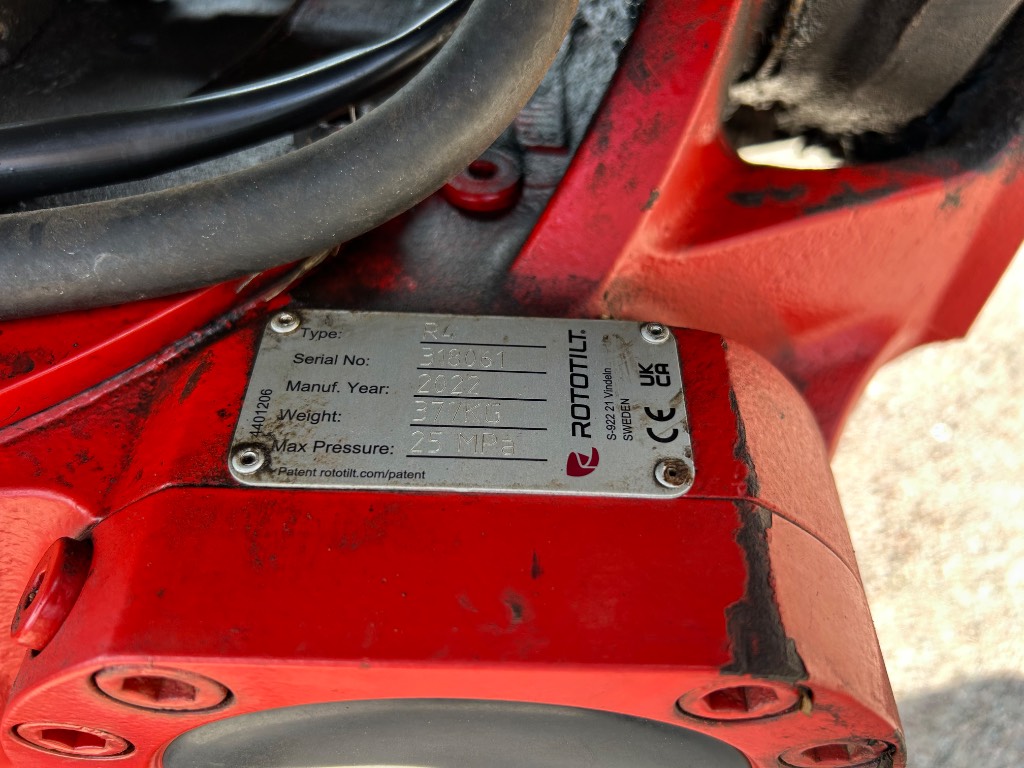 Type: R4
Serial No: 318061
Manuf. Year: 2022
Weight: 377KG
Max Pressure: 25 MPa
Patent rototilt.com/patent
4401206
ROTOTILT®
S-922 21 Vindeln
SWEDEN
CE
UK
CA